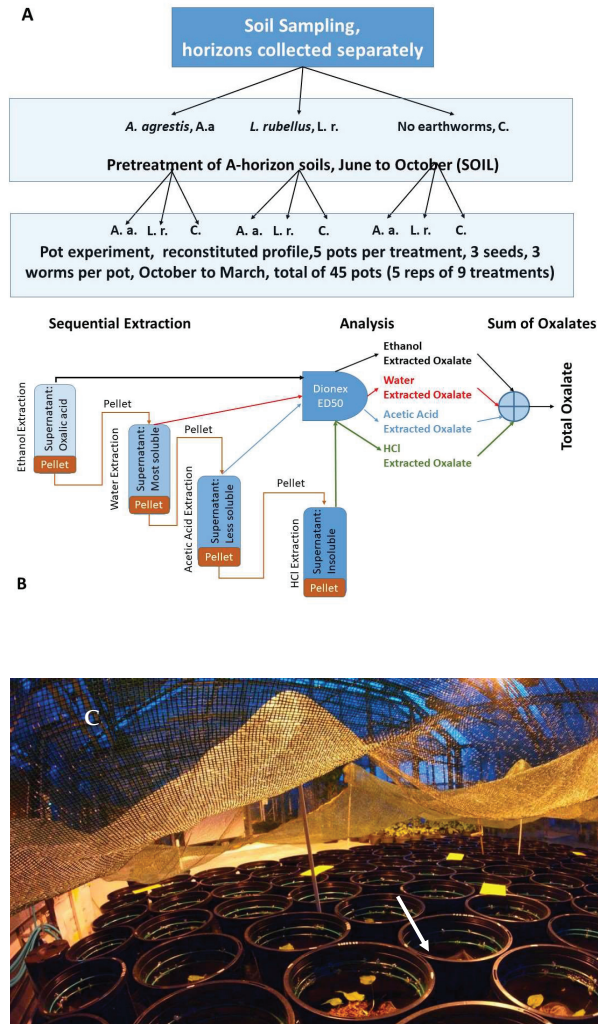 A
Soil Sampling,
horizons collected separately
A. agrestis, A.a
L. rubellus, L. r.
No earthworms, C.
Pretreatment of A-horizon soils, June to October (SOIL)
A. a. L. r. C.
A. a. L. r. C.
A. a. L. r. C.
Pot experiment, reconstituted profile,5 pots per treatment, 3 seeds, 3
worms per pot, October to March, total of 45 pots (5 reps of 9 treatments)
Sequential Extraction
Analysis
Sum of Oxalates
Ethanol Extraction
Supernatant:
Oxalic acid
Pellet
Pellet
Water Extraction
Supernatant:
Most soluble
Pellet
Pellet
Acetic Acid Extraction
Supernatant:
Less soluble
Pellet
Pellet
HCl Extraction
Supernatant:
Insoluble
Pellet
Dionex
ED50
Ethanol
Extracted Oxalate
Water
Extracted Oxalate
Acetic Acid
Extracted Oxalate
HCl
Extracted Oxalate
Total Oxalate
B
C